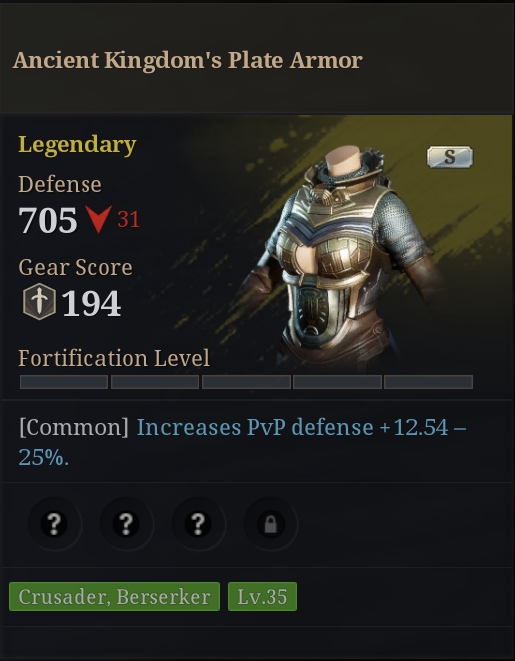 Ancient Kingdom's Plate Armor
Legendary
S
Defense
705 31
Gear Score
194
Fortification Level
[Common] Increases PvP defense +12.54 –
25%.
? ? ?
Crusader, Berserker Lv.35